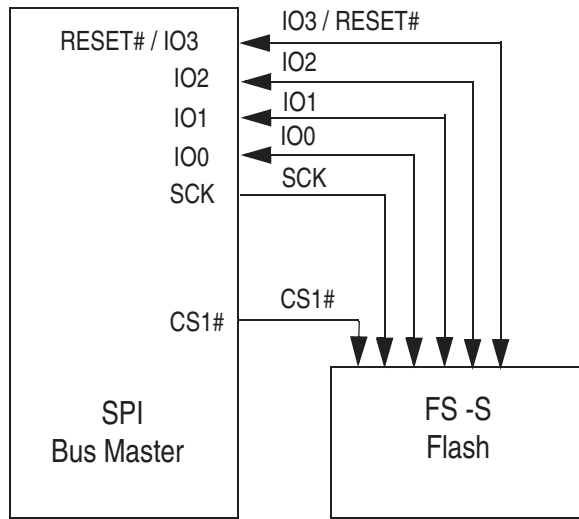 RESET# / IO3
IO3 / RESET#
IO2
IO2
IO1
IO1
IO0
IO0
SCK
SCK
CS1#
CS1#
SPI
Bus Master
FS -S
Flash